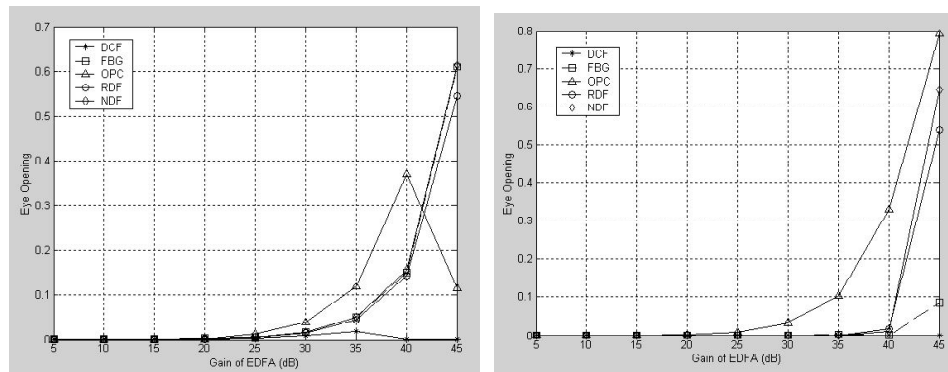 0.7
0.6
0.5
0.4
0.3
0.2
0.1
0
Eye Opening
DCF
FBG
OPC
RDF
NDF
5 10 15 20 25 30 35 40 45
Gain of EDFA (dB)
0.8
0.7
0.6
0.5
0.4
0.3
0.2
0.1
0
Eye Opening
DCF
FBG
OPC
RDF
NDF
5 10 15 20 25 30 35 40 45
Gain of EDFA (dB)